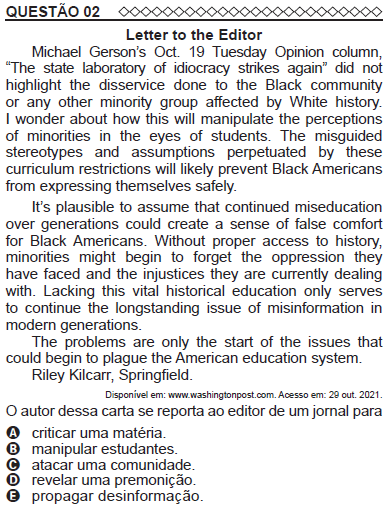 QUESTÃO 02
Letter to the Editor
Michael Gerson's Oct. 19 Tuesday Opinion column,
“The state laboratory of idiocracy strikes again” did not
highlight the disservice done to the Black community
or any other minority group affected by White history.
I wonder about how this will manipulate the perceptions
of minorities in the eyes of students. The misguided
stereotypes and assumptions perpetuated by these
curriculum restrictions will likely prevent Black Americans
from expressing themselves safely.
It's plausible to assume that continued miseducation
over generations could create a sense of false comfort
for Black Americans. Without proper access to history,
minorities might begin to forget the oppression they
have faced and the injustices they are currently dealing
with. Lacking this vital historical education only serves
to continue the longstanding issue of misinformation in
modern generations.
The problems are only the start of the issues that
could begin to plague the American education system.
Riley Kilcarr, Springfield.
Disponível em: www.washingtonpost.com. Acesso em: 29 out. 2021.
O autor dessa carta se reporta ao editor de um jornal para
A criticar uma matéria.
B manipular estudantes.
C atacar uma comunidade.
D revelar uma premonição.
E propagar desinformação.